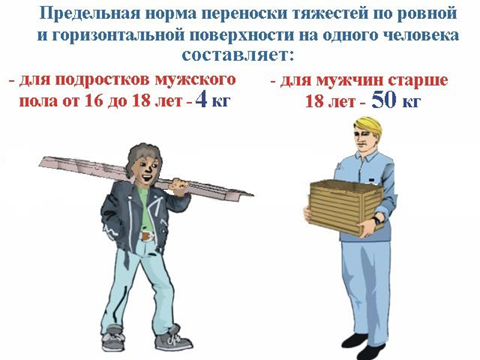 Предельная норма переноски тяжестей по ровной
и горизонтальной поверхности на одного человека
составляет:
- для подростков мужского
пола от 16 до 18 лет - 4 кг
- для мужчин старше
18 лет - 50 кг